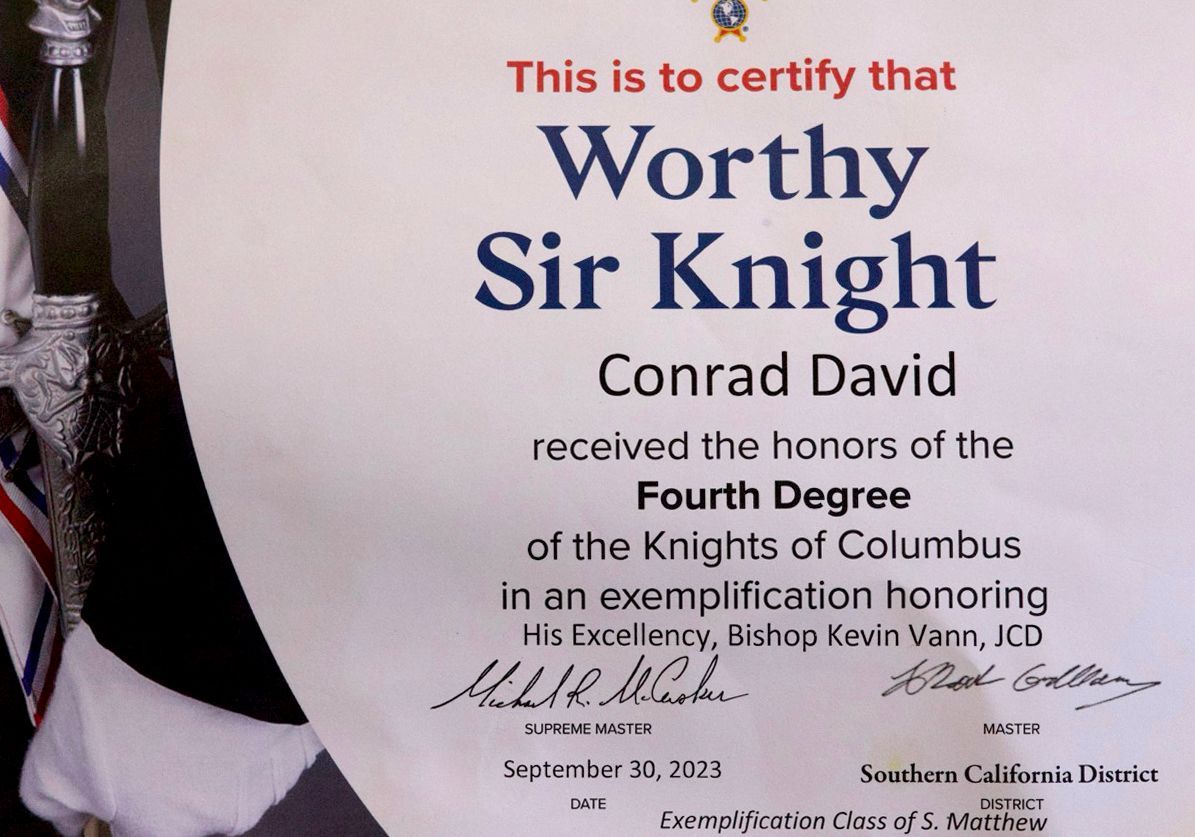 This is to certify that
Worthy
Sir Knight
Conrad David
received the honors of the
Fourth Degree
of the Knights of Columbus
in an exemplification honoring
His Excellency, Bishop Kevin Vann, JCD
Michael R. McCusker
SUPREME MASTER MASTER
September 30, 2023 Southern California District
DATE DISTRICT
Exemplification Class of S. Matthew